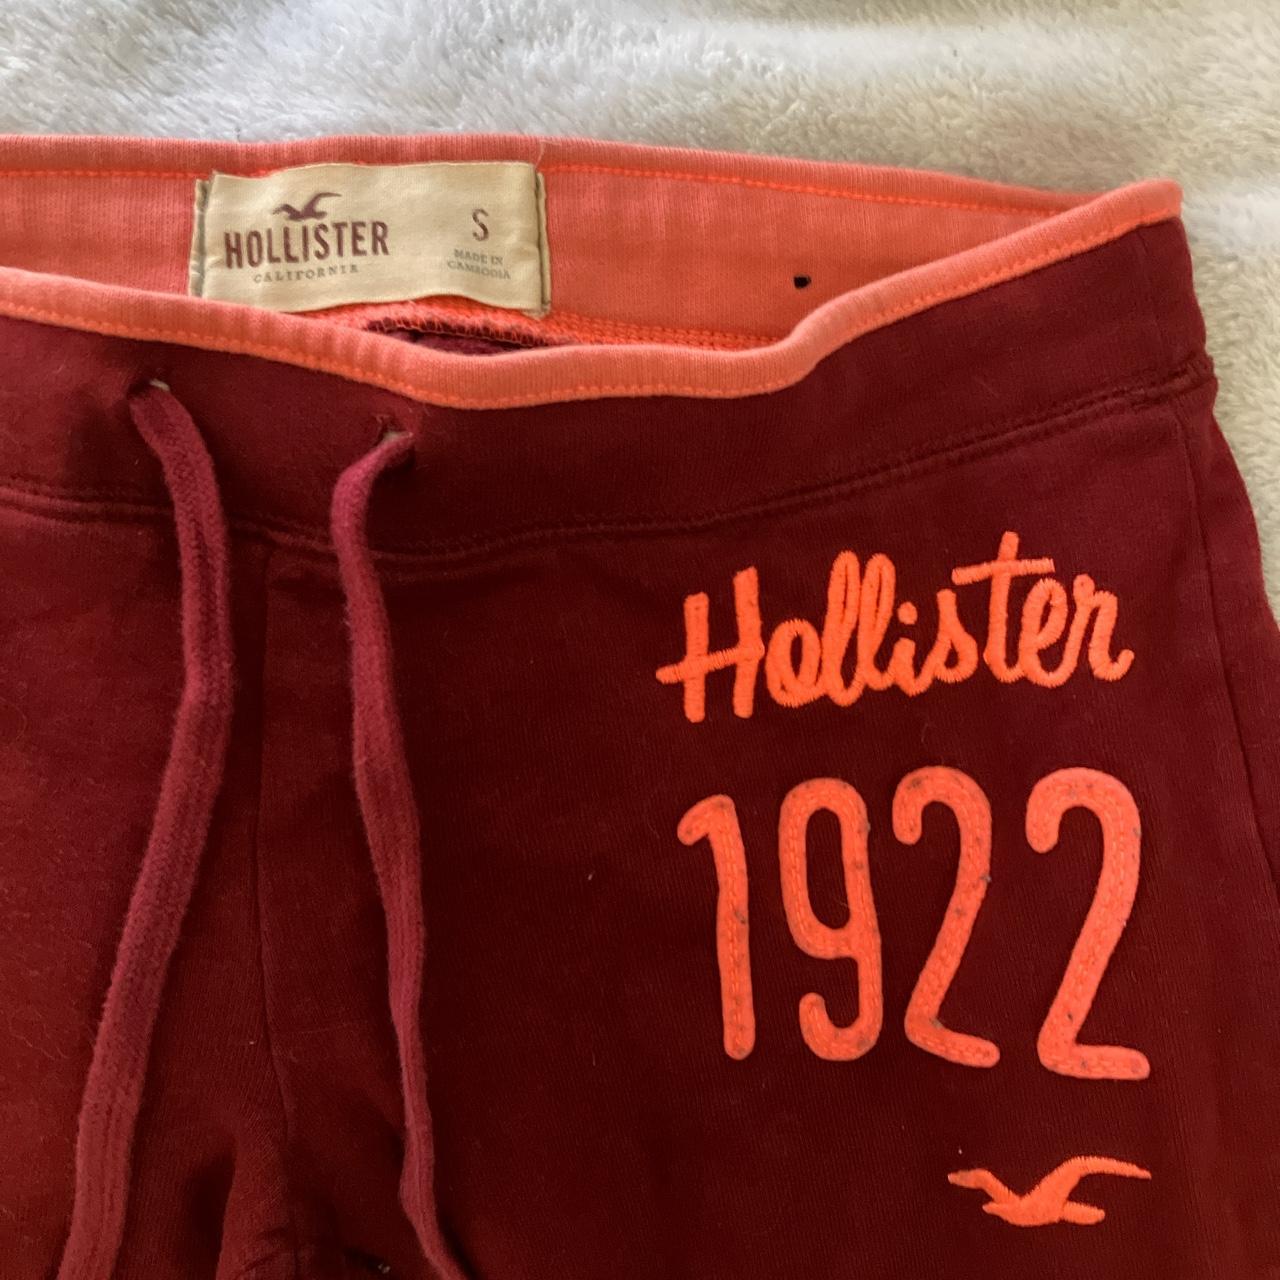 HOLLISTER
CALIFORNIA
S
MADE IN
CAMBODIA
Hollister
1922